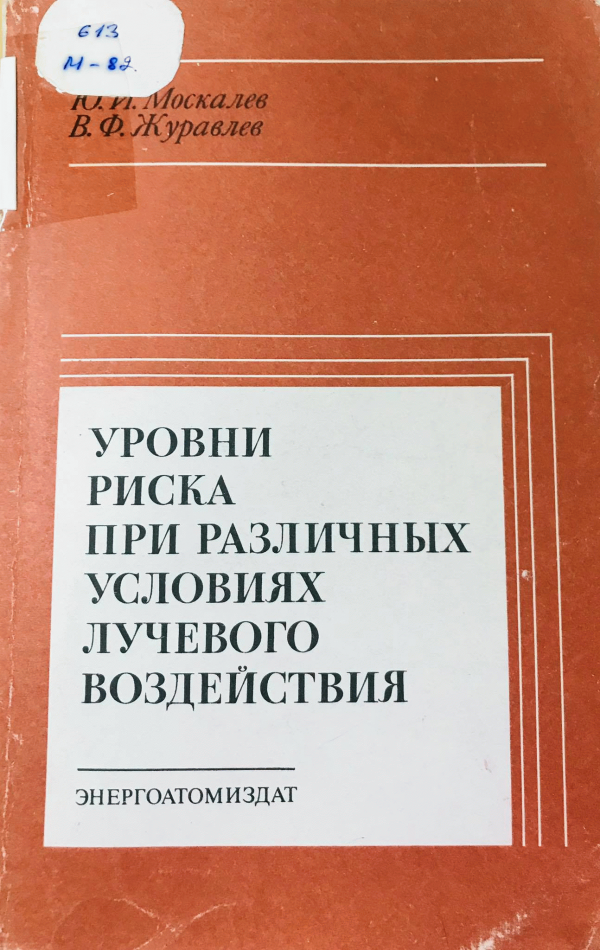 613
М-82
Ю. И. Москалев
В. Ф. Журавлев
УРОВНИ
РИСКА
ПРИ РАЗЛИЧНЫХ
УСЛОВИЯХ
ЛУЧЕВОГО
ВОЗДЕЙСТВИЯ
ЭНЕРГОАТОМИЗДАТ